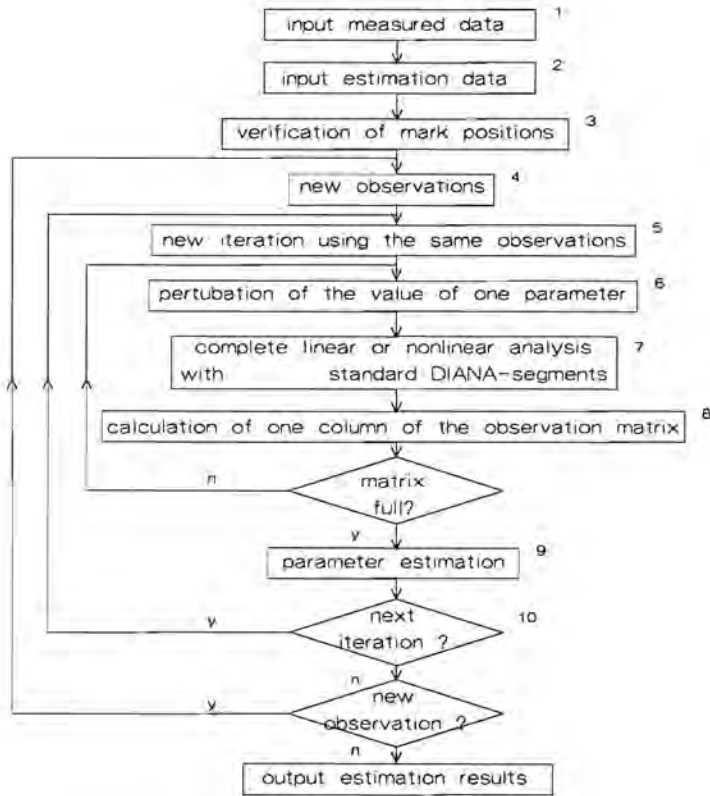 input measured data 1
input estimation data 2
verification of mark positions 3
new observations 4
new iteration using the same observations 5
pertubation of the value of one parameter 6
complete linear or nonlinear analysis 7
with standard DIANA-segments
calculation of one column of the observation matrix 8
n
matrix
full?
y
parameter estimation 9
y
next
iteration ?
10
n
y
new
observation ?
n
output estimation results